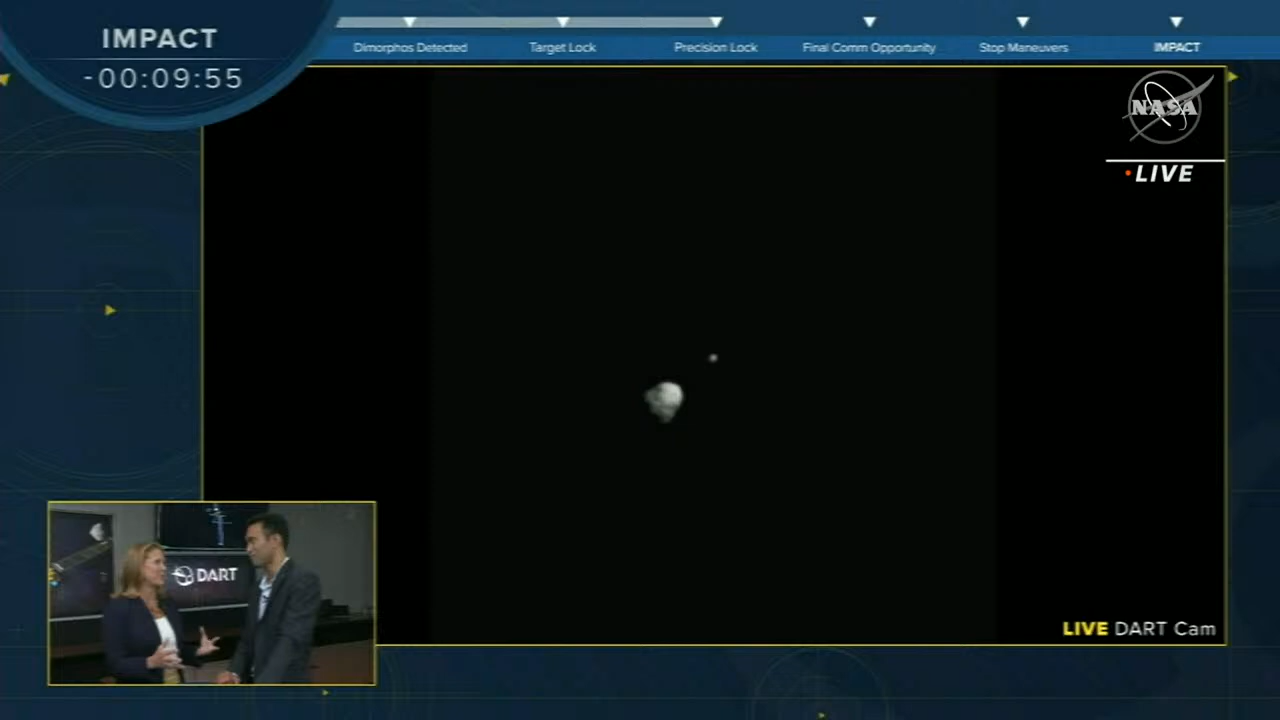 IMPACT
-00:09:55
Dimorphos Detected
Target Lock
Precision Lock
Final Comm Opportunity
Stop Maneuvers
IMPACT
NASA
LIVE
DART
LIVE DART Cam